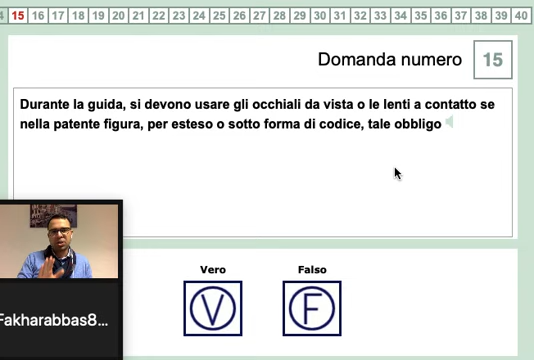 4 15 16 17 18 19 20 21 22 23 24 25 26 27 28 29 30 31 32 33 34 35 36 37 38 39 40
Domanda numero 15
Durante la guida, si devono usare gli occhiali da vista o le lenti a contatto se
nella patente figura, per esteso o sotto forma di codice, tale obbligo
Vero Falso
V F
Fakharabbas8...